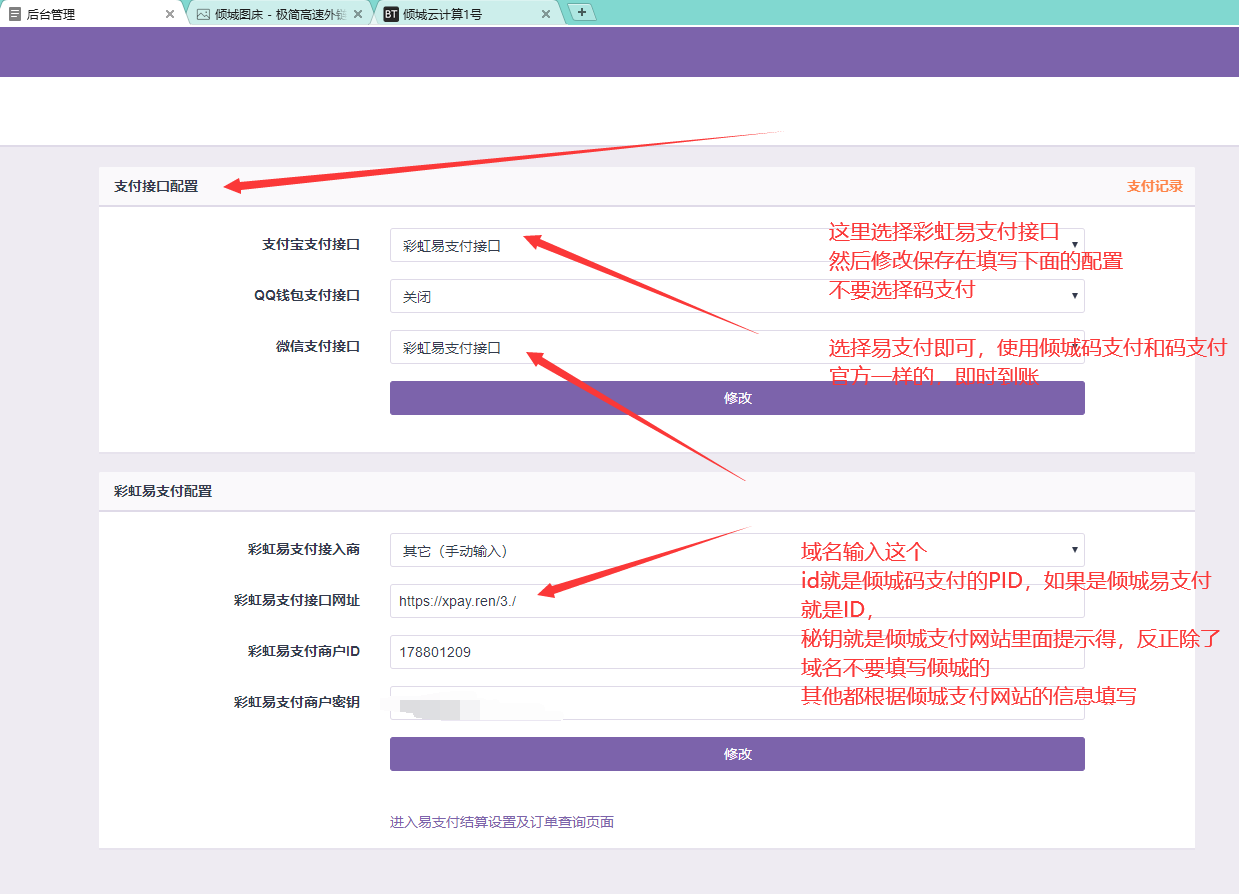 后台管理
倾城图床 - 极简高速外链
BT 倾城云计算1号
支付接口配置
支付记录
支付宝支付接口
彩虹易支付接口
这里选择彩虹易支付接口
然后修改保存在填写下面的配置
不要选择码支付
QQ钱包支付接口
关闭
微信支付接口
彩虹易支付接口
选择易支付即可，使用倾城码支付和码支付
官方一样的、即时到账
修改
彩虹易支付配置
彩虹易支付接入商
其它（手动输入）
域名输入这个
id就是倾城码支付的PID，如果是倾城易支付
就是ID，
彩虹易支付接口网址
https://xpay.ren/3./
秘钥就是倾城支付网站里面提示得，反正除了
域名不要填写倾城的
其他都根据倾城支付网站的信息填写
彩虹易支付商户ID
178801209
彩虹易支付商户密钥
修改
进入易支付结算设置及订单查询页面